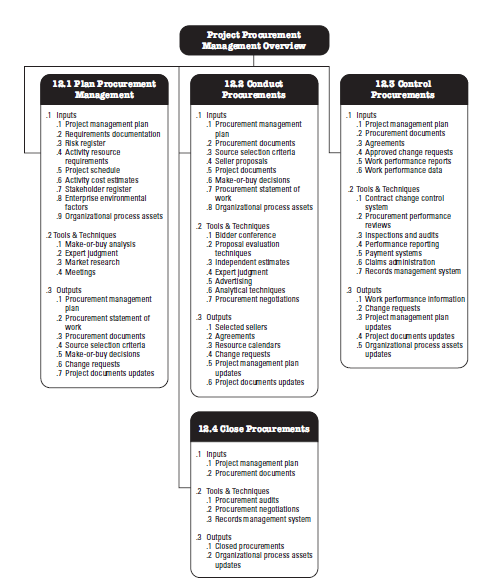 Project Procurement
Management Overview
12.1 Plan Procurement
Management
.1 Inputs
.1 Project management plan
.2 Requirements documentation
.3 Risk register
.4 Activity resource
requirements
.5 Project schedule
.6 Activity cost estimates
.7 Stakeholder register
.8 Enterprise environmental
factors
.9 Organizational process assets
.2 Tools & Techniques
.1 Make-or-buy analysis
.2 Expert judgment
.3 Market research
.4 Meetings
.3 Outputs
.1 Procurement management
plan
.2 Procurement statement of
work
.3 Procurement documents
.4 Source selection criteria
.5 Make-or-buy decisions
.6 Change requests
.7 Project documents updates
12.2 Conduct
Procurements
.1 Inputs
.1 Procurement management
plan
.2 Procurement documents
.3 Source selection criteria
.4 Seller proposals
.5 Project documents
.6 Make-or-buy decisions
.7 Procurement statement of
work
.8 Organizational process assets
.2 Tools & Techniques
.1 Bidder conference
.2 Proposal evaluation
techniques
.3 Independent estimates
.4 Expert judgment
.5 Advertising
.6 Analytical techniques
.7 Procurement negotiations
.3 Outputs
.1 Selected sellers
.2 Agreements
.3 Resource calendars
.4 Change requests
.5 Project management plan
updates
.6 Project documents updates
12.3 Control
Procurements
.1 Inputs
.1 Project management plan
.2 Procurement documents
.3 Agreements
.4 Approved change requests
.5 Work performance reports
.6 Work performance data
.2 Tools & Techniques
.1 Contract change control
system
.2 Procurement performance
reviews
.3 Inspections and audits
.4 Performance reporting
.5 Payment systems
.6 Claims administration
.7 Records management system
.3 Outputs
.1 Work performance information
.2 Change requests
.3 Project management plan
updates
.4 Project documents updates
.5 Organizational process assets
updates
12.4 Close Procurements
.1 Inputs
.1 Project management plan
.2 Procurement documents
.2 Tools & Techniques
.1 Procurement audits
.2 Procurement negotiations
.3 Records management system
.3 Outputs
.1 Closed procurements
.2 Organizational process assets
updates